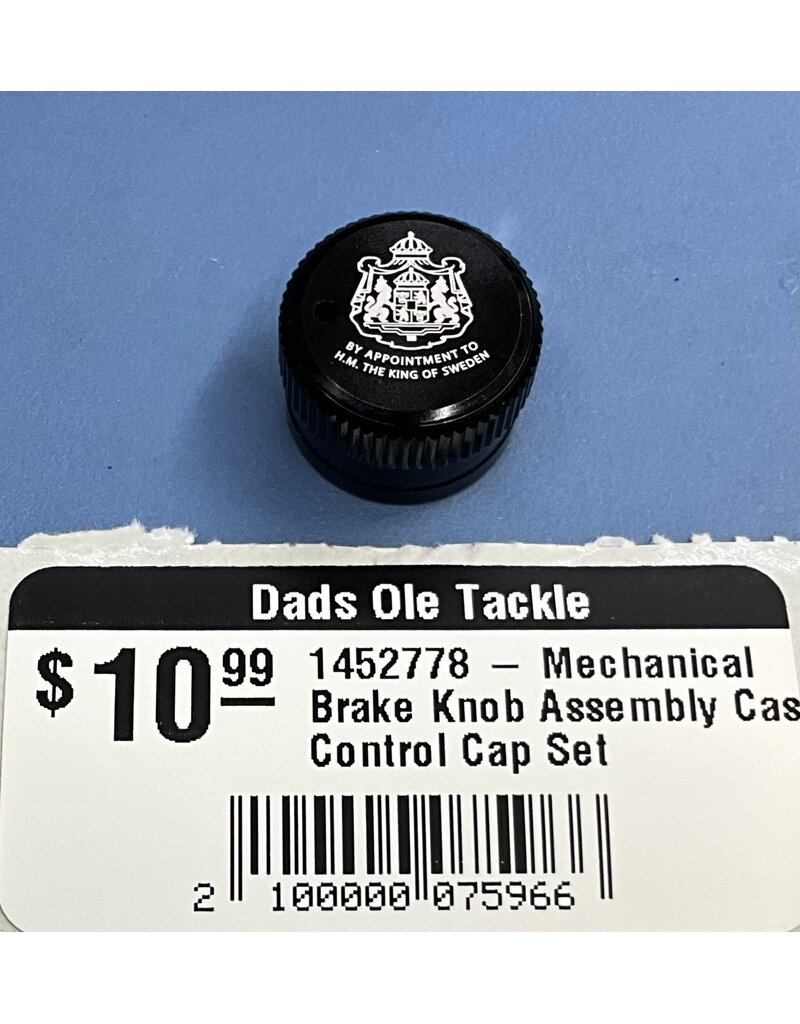 BY APPOINTMENT TO
H.M. THE KING OF SWEDEN
Dads Ole Tackle
$10.99 1452778 – Mechanical
Brake Knob Assembly Cas
Control Cap Set
2 100000 075966